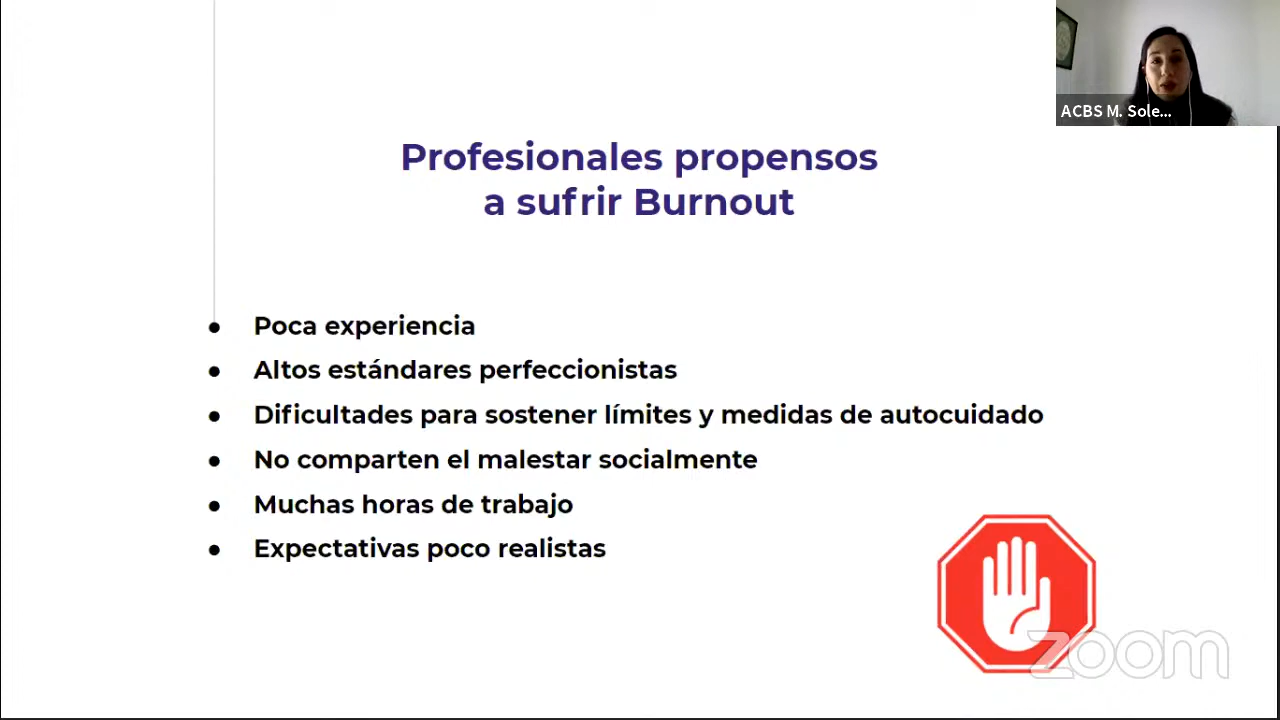 ACBS M. Sole...
Profesionales propensos
a sufrir Burnout
● Poca experiencia
● Altos estándares perfeccionistas
● Dificultades para sostener límites y medidas de autocuidado
● No comparten el malestar socialmente
● Muchas horas de trabajo
● Expectativas poco realistas
zoom